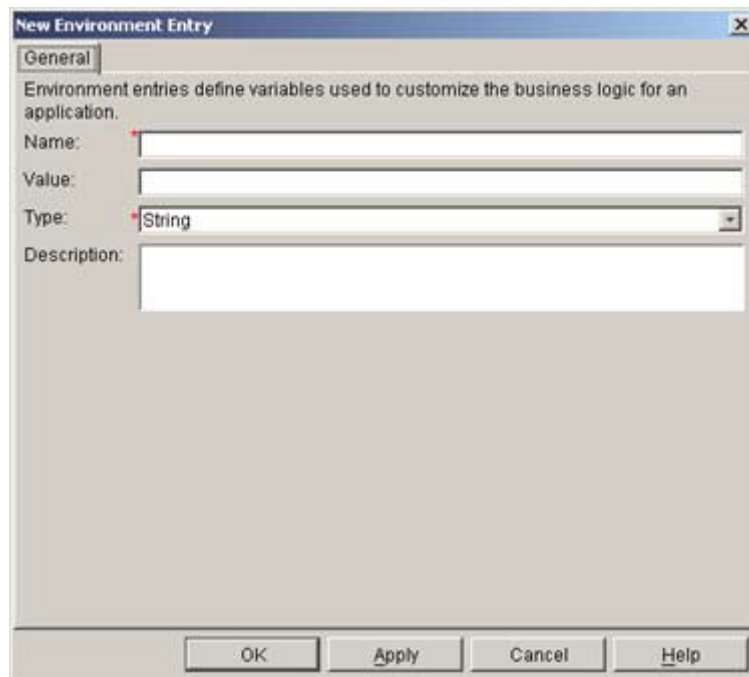 New Environment Entry
General
Environment entries define variables used to customize the business logic for an
application.
Name: *
Value:
Type: * String
Description:
OK Apply Cancel Help